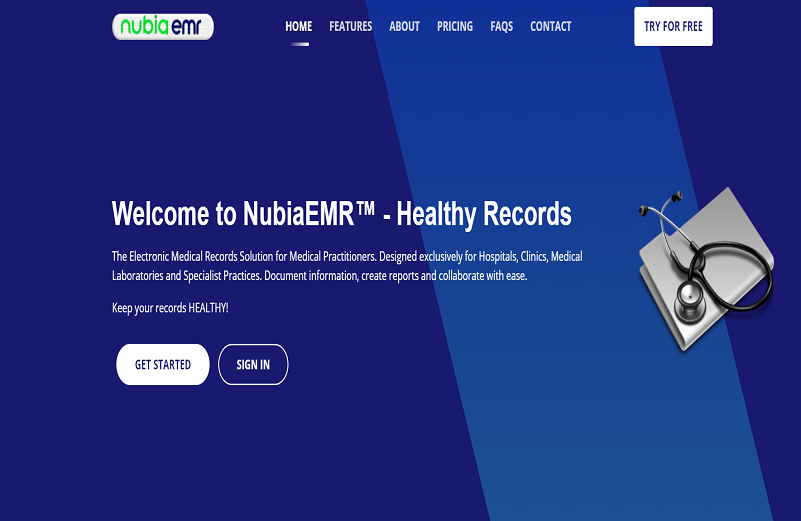 nubia emr
HOME
FEATURES
ABOUT
PRICING
FAQS
CONTACT
TRY FOR FREE
Welcome to NubiaEMR™ - Healthy Records
The Electronic Medical Records Solution for Medical Practitioners. Designed exclusively for Hospitals, Clinics, Medical
Laboratories and Specialist Practices. Document information, create reports and collaborate with ease.
Keep your records HEALTHY!
GET STARTED
SIGN IN